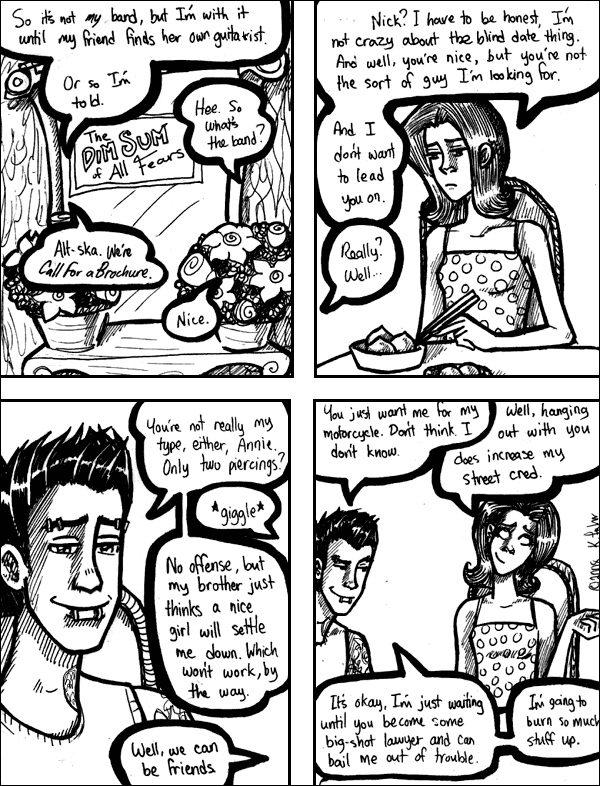 So it's not my band, but I'm with it
until my friend finds her own guitarist.
Or so I'm
told.
Hee. So
what's
the band?
The
DIM SUM
of All Fears
Alt-ska. We're
Call For a Brochure.
Nice.
Nick? I have to be honest, I'm
not crazy about the blind date thing.
And well, you're nice, but you're not
the sort of guy I'm looking for.
And I
don't want
to lead
you on.
Really?
Well...
You're not really my
type, either, Annie.
Only two piercings?
*giggle*
No offense, but
my brother just
thinks a nice
girl will settle
me down. Which
won't work, by
the way.
Well, we can
be friends.
You just want me for my
motorcycle. Don't think I
don't know.
Well, hanging
out with you
does increase my
street cred.
It's okay, I'm just waiting
until you become some
big-shot lawyer and can
bail me out of trouble.
I'm going to
burn so much
stuff up.